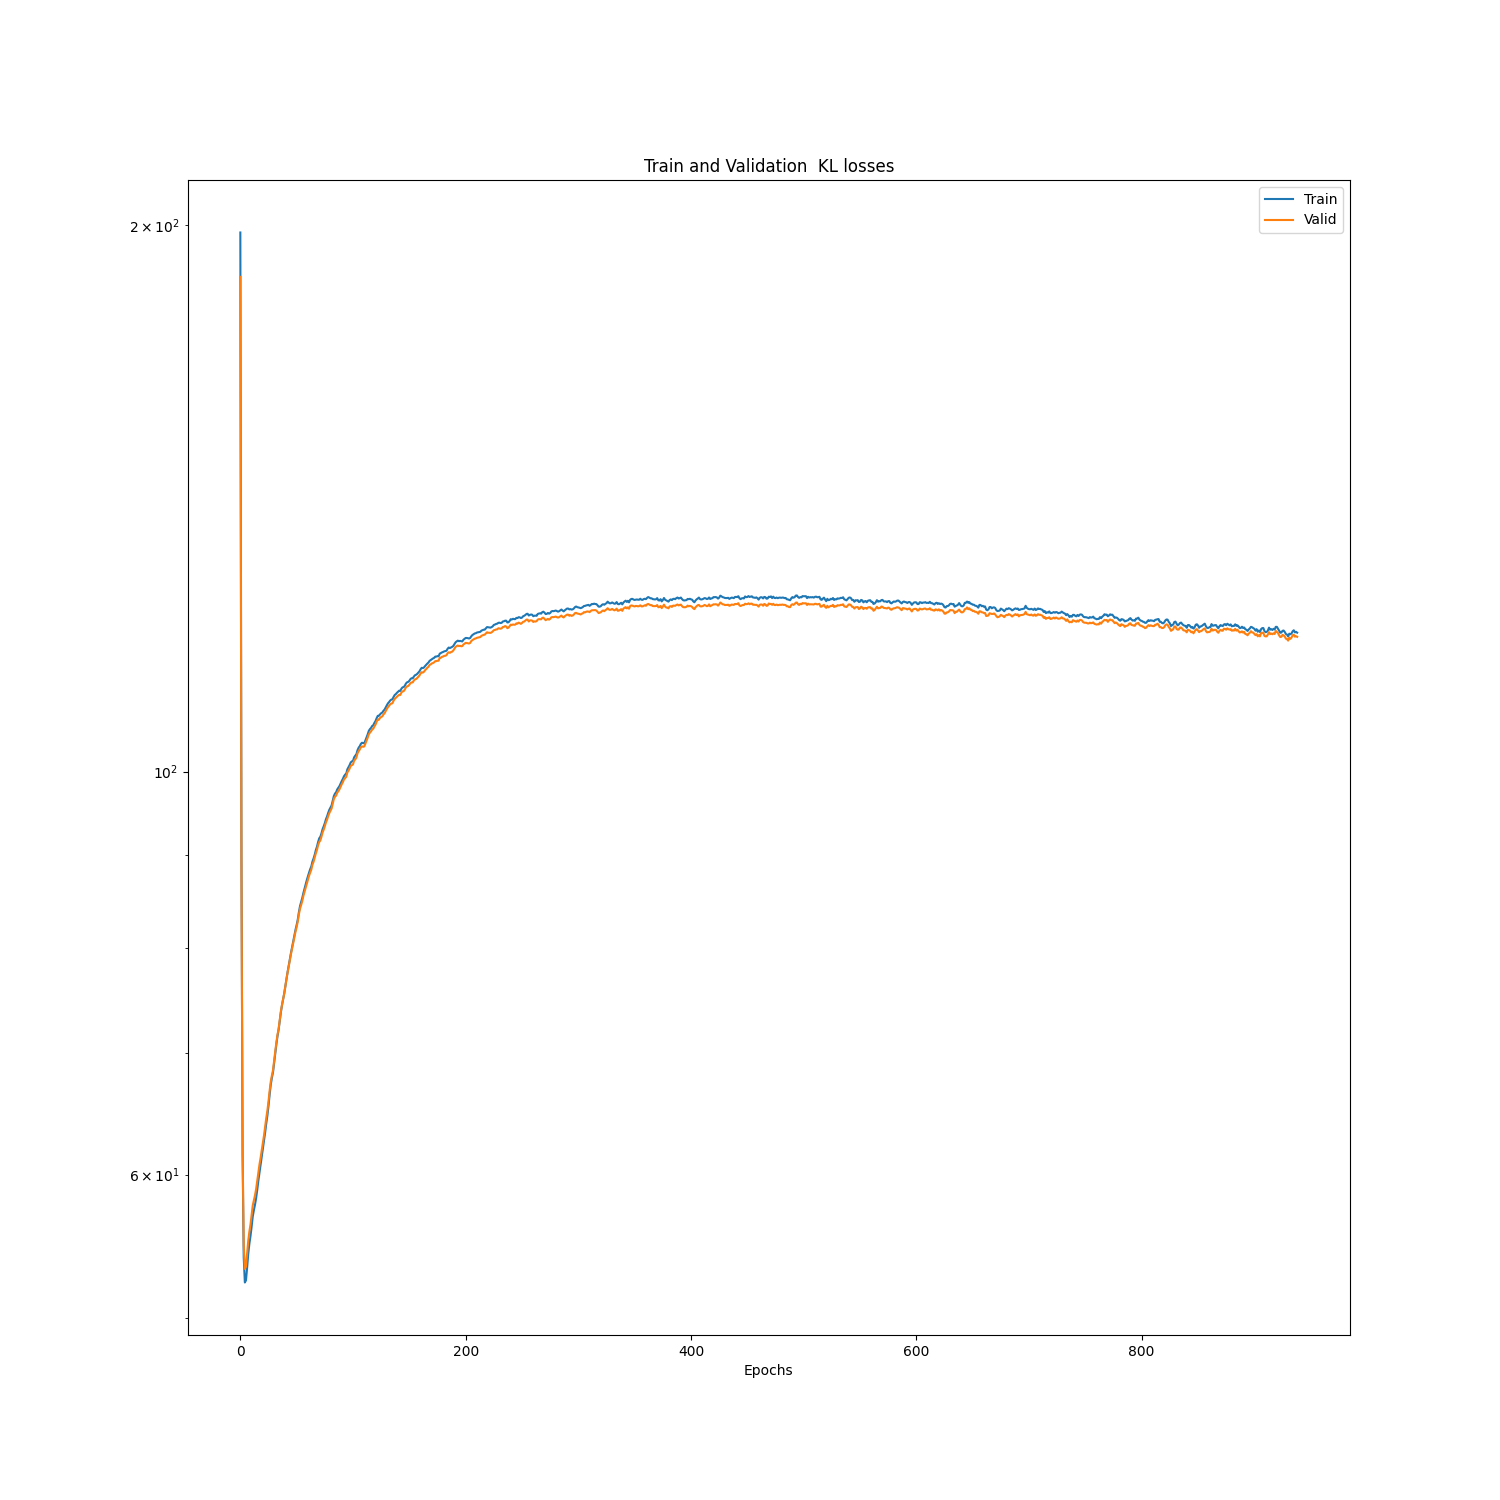 Train and Validation  KL losses
Train
Valid
2 × 10²
10²
6 × 10¹
0 200 400 600 800
Epochs